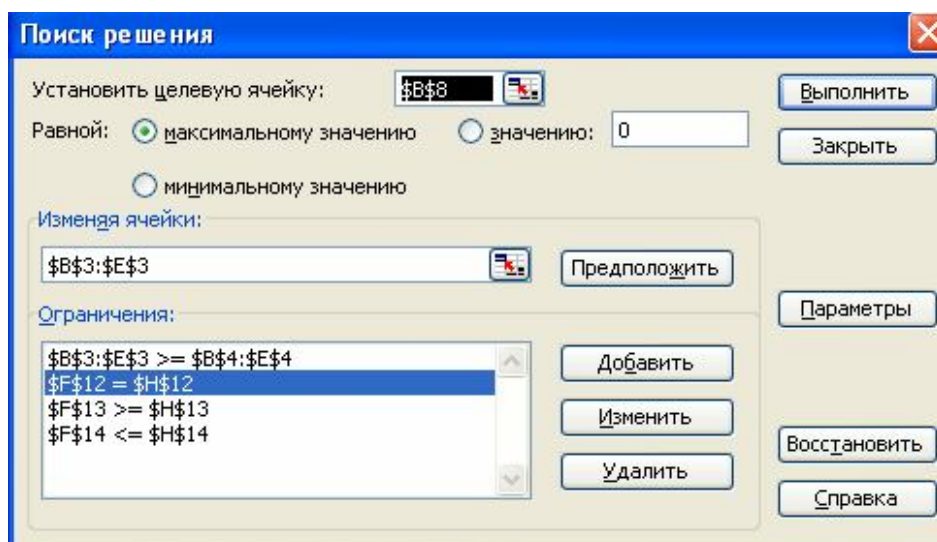 Поиск решения
Установить целевую ячейку: $B$8
Выполнить
Равной: максимальному значению значению: 0
Закрыть
минимальному значению
Изменяя ячейки:
$B$3:$E$3
Предположить
Параметры
Ограничения:
$B$3:$E$3 >= $B$4:$E$4
$F$12 = $H$12
$F$13 >= $H$13
$F$14 <= $H$14
Добавить
Изменить
Удалить
Восстановить
Справка